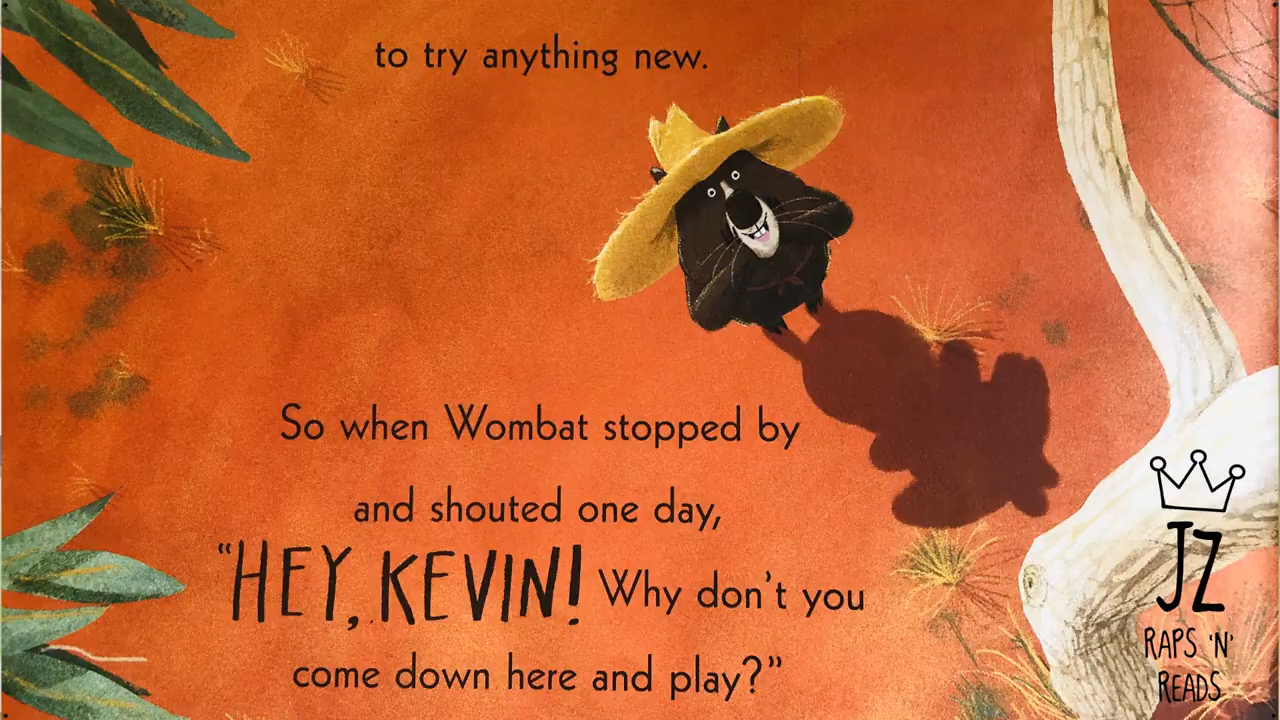 to try anything new.
So when Wombat stopped by
and shouted one day,
“HEY, KEVIN! Why don’t you
come down here and play?”
JZ
RAPS ‘N’
READS